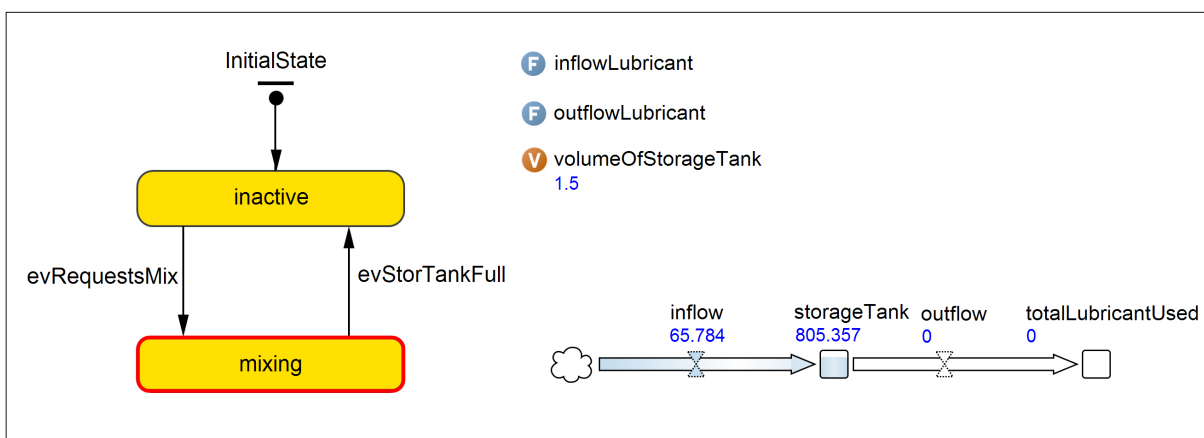 InitialState
inactive
evRequestsMix
evStorTankFull
mixing
F inflowLubricant
F outflowLubricant
V volumeOfStorageTank
1.5
inflow storageTank outflow totalLubricantUsed
65.784 805.357 0 0